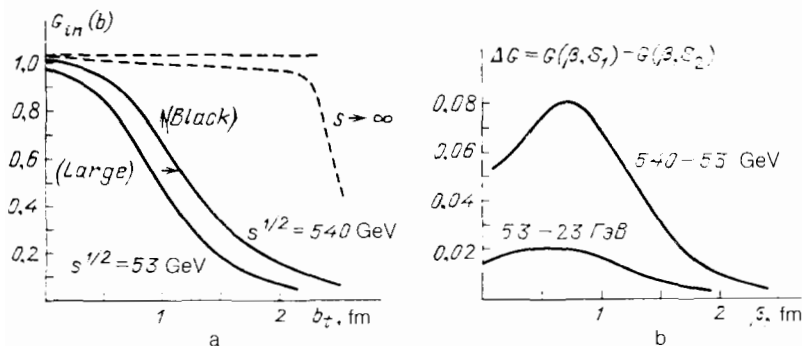 G_in (b)
1,0
0,8
0,6
0,4
0,2
(Black)
(Large)
s → ∞
s^1/2 = 540 GeV
s^1/2 = 53 GeV
1
2
b_t, fm
a
ΔG = G(β, S_1) – G(β, S_2)
0.08
0.06
0.04
0.02
540–53 GeV
53–23 ГэВ
1
2
fm
b